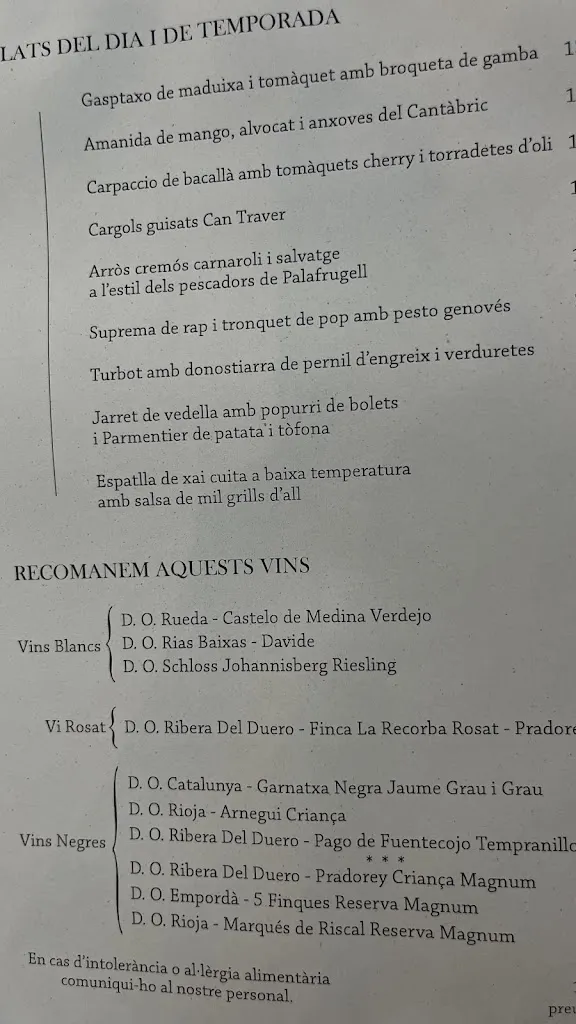 LATS DEL DIA I DE TEMPORADA
Gasptaxo de maduixa i tomàquet amb broqueta de gamba
Amanida de mango, alvocat i anxoves del Cantàbric
Carpaccio de bacallà amb tomàquets cherry i torradetes d'oli
Cargols guisats Can Traver
Arròs cremós carnaroli i salvatge
a l'estil dels pescadors de Palafrugell
Suprema de rap i tronquet de pop amb pesto genovés
Turbot amb donostiarra de pernil d'engreix i verduretes
Jarret de vedella amb popurri de bolets
i Parmentier de patata i tòfona
Espatlla de xai cuita a baixa temperatura
amb salsa de mil grills d'all
RECOMANEM AQUESTS VINS
D. O. Rueda - Castelo de Medina Verdejo
Vins Blancs D. O. Rias Baixas - Davide
D. O. Schloss Johannisberg Riesling
Vi Rosat D. O. Ribera Del Duero - Finca La Recorba Rosat - Pradore
D. O. Catalunya - Garnatxa Negra Jaume Grau i Grau
D. O. Rioja - Arnegui Criança
Vins Negres D. O. Ribera Del Duero - Pago de Fuentecojo Tempranillo
* * *
D. O. Ribera Del Duero - Pradorey Criança Magnum
D. O. Empordà - 5 Finques Reserva Magnum
D. O. Rioja - Marqués de Riscal Reserva Magnum
En cas d'intolerància o al·lèrgia alimentària
comuniqui-ho al nostre personal.
preu